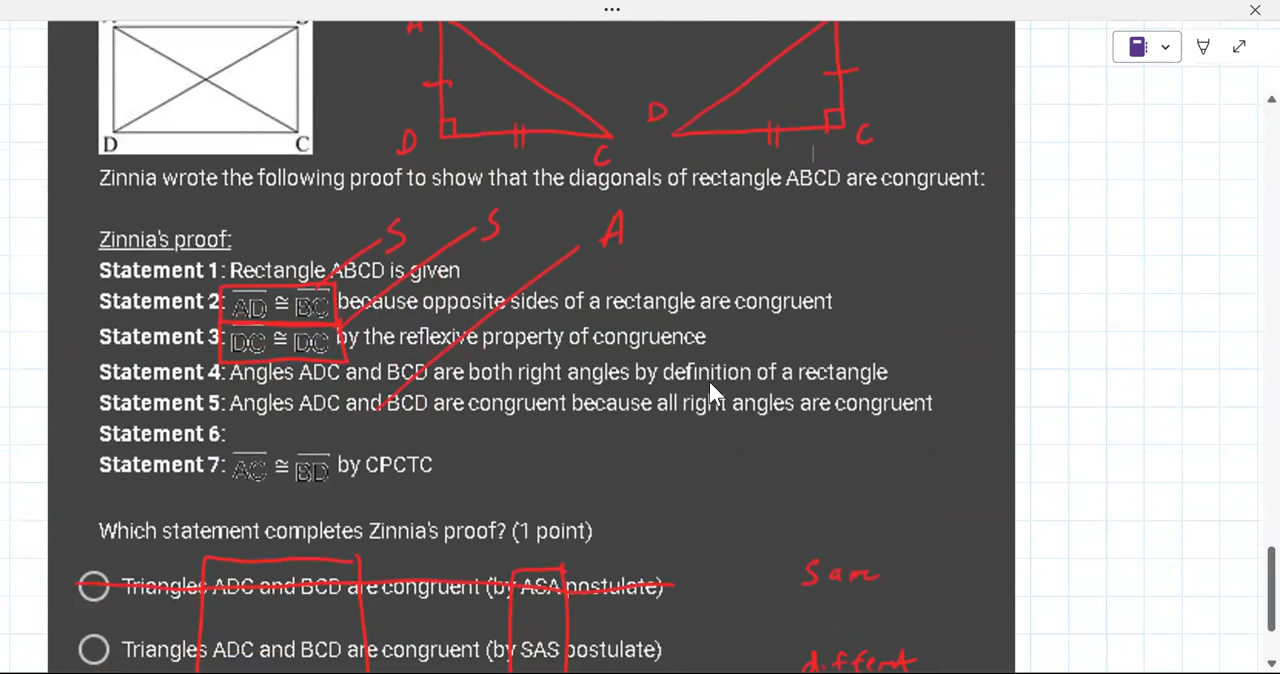 A
D
C
D
C
D
C
Zinnia wrote the following proof to show that the diagonals of rectangle ABCD are congruent:
S S A
Zinnia's proof:
Statement 1: Rectangle ABCD is given
Statement 2: AD ≅ BC because opposite sides of a rectangle are congruent
Statement 3: DC ≅ DC by the reflexive property of congruence
Statement 4: Angles ADC and BCD are both right angles by definition of a rectangle
Statement 5: Angles ADC and BCD are congruent because all right angles are congruent
Statement 6:
Statement 7: AC ≅ BD by CPCTC
Which statement completes Zinnia's proof? (1 point)
Triangles ADC and BCD are congruent (by ASA postulate)
same
Triangles ADC and BCD are congruent (by SAS postulate)
different